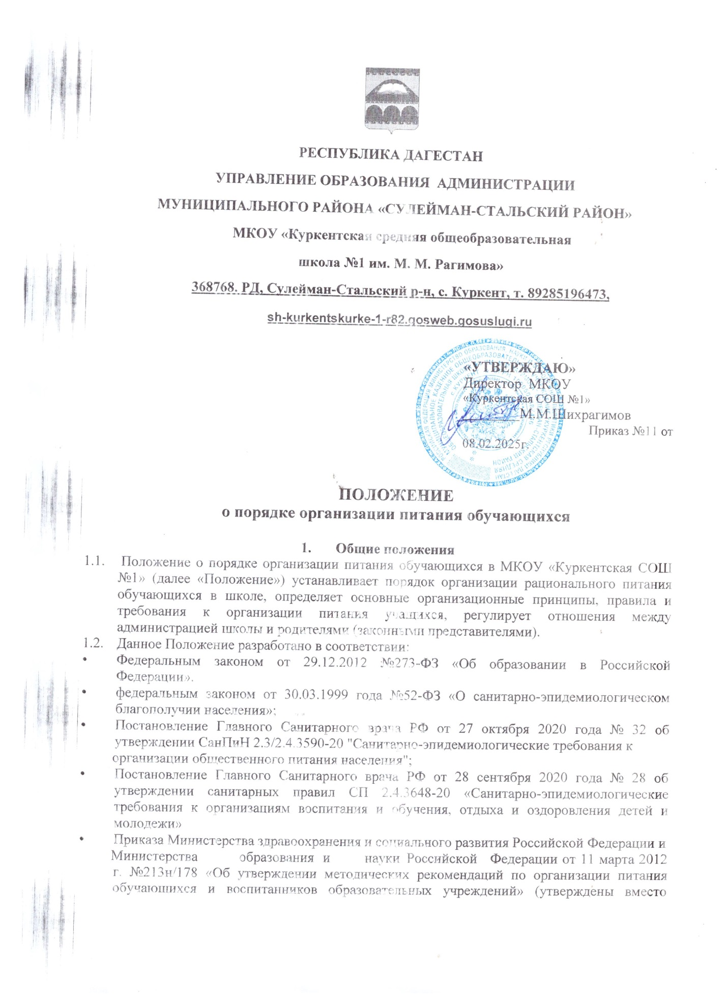 РЕСПУБЛИКА ДАГЕСТАН
УПРАВЛЕНИЕ ОБРАЗОВАНИЯ АДМИНИСТРАЦИИ
МУНИЦИПАЛЬНОГО РАЙОНА «СУЛЕЙМАН-СТАЛЬСКИЙ РАЙОН»
МКОУ «Куркентская средняя общеобразовательная
школа №1 им. М. М. Рагимова»
368768. РД, Сулейман-Стальский р-н, с. Куркент, т. 89285196473,
sh-kurkentskurke-1-r82.gosweb.gosuslugi.ru
«УТВЕРЖДАЮ»
Директор МКОУ
«Куркентская СОШ №1»
_________М.М.Шихрагимов
Приказ №11 от
08.02.2025г.
ПОЛОЖЕНИЕ
о порядке организации питания обучающихся
1. Общие положения
1.1. Положение о порядке организации питания обучающихся в МКОУ «Куркентская СОШ
№1» (далее «Положение») устанавливает порядок организации рационального питания
обучающихся в школе, определяет основные организационные принципы, правила и
требования к организации питания учащихся, регулирует отношения между
администрацией школы и родителями (законными представителями).
1.2. Данное Положение разработано в соответствии:
• Федеральным законом от 29.12.2012 №273-ФЗ «Об образовании в Российской
Федерации».
• федеральным законом от 30.03.1999 года №52-ФЗ «О санитарно-эпидемиологическом
благополучии населения»;
• Постановление Главного Санитарного врача РФ от 27 октября 2020 года № 32 об
утверждении СанПиН 2.3/2.4.3590-20 "Санитарно-эпидемиологические требования к
организации общественного питания населения";
• Постановление Главного Санитарного врача РФ от 28 сентября 2020 года № 28 об
утверждении санитарных правил СП 2.4.3648-20 «Санитарно-эпидемиологические
требования к организациям воспитания и обучения, отдыха и оздоровления детей и
молодежи»
• Приказа Министерства здравоохранения и социального развития Российской Федерации и
Министерства образования и науки Российской Федерации от 11 марта 2012
г. №213н/178 «Об утверждении методических рекомендаций по организации питания
обучающихся и воспитанников образовательных учреждений» (утверждены вместо